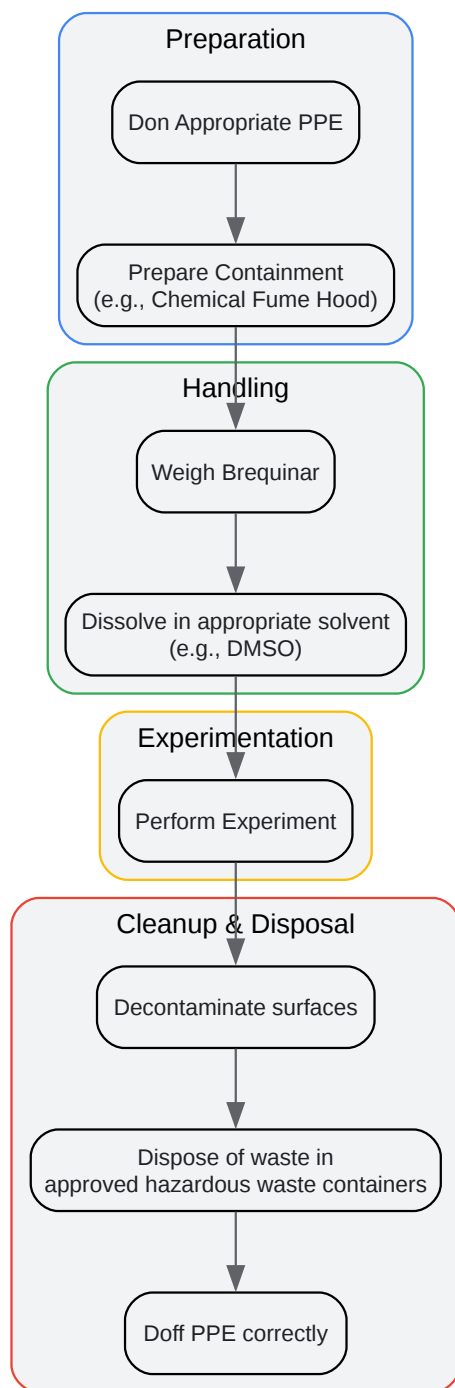 Preparation
Don Appropriate PPE
Prepare Containment
(e.g., Chemical Fume Hood)
Handling
Weigh Brequinar
Dissolve in appropriate solvent
(e.g., DMSO)
Experimentation
Perform Experiment
Cleanup & Disposal
Decontaminate surfaces
Dispose of waste in
approved hazardous waste containers
Doff PPE correctly